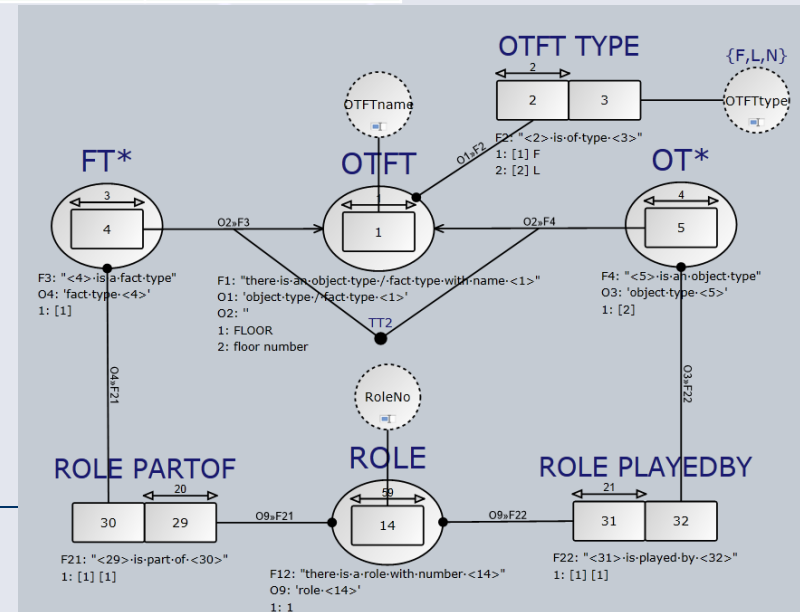 OTFT TYPE
{F,L,N}
2
2
3
OTFTtype
OTFTname
F2: "<2>·is·of·type·<3>"
1: [1] F
2: [2] L
O1»F2
FT*
OTFT
OT*
3
4
1
1
4
5
O2»F3
O2»F4
F3: "<4>·is·a·fact·type"
O4: 'fact·type·<4>'
1: [1]
F1: "there·is·an·object·type·/·fact·type·with·name·<1>"
O1: 'object·type·/·fact·type·<1>'
O2: ''
1: FLOOR
2: floor number
F4: "<5>·is·an·object·type"
O3: 'object·type·<5>'
1: [2]
TT2
O4»F21
O3»F22
RoleNo
ROLE PARTOF
ROLE
ROLE PLAYEDBY
20
30
29
59
14
21
31
32
O9»F21
O9»F22
F21: "<29>·is·part·of·<30>"
1: [1] [1]
F12: "there·is·a·role·with·number·<14>"
O9: 'role·<14>'
1: 1
F22: "<31>·is·played·by·<32>"
1: [1] [1]